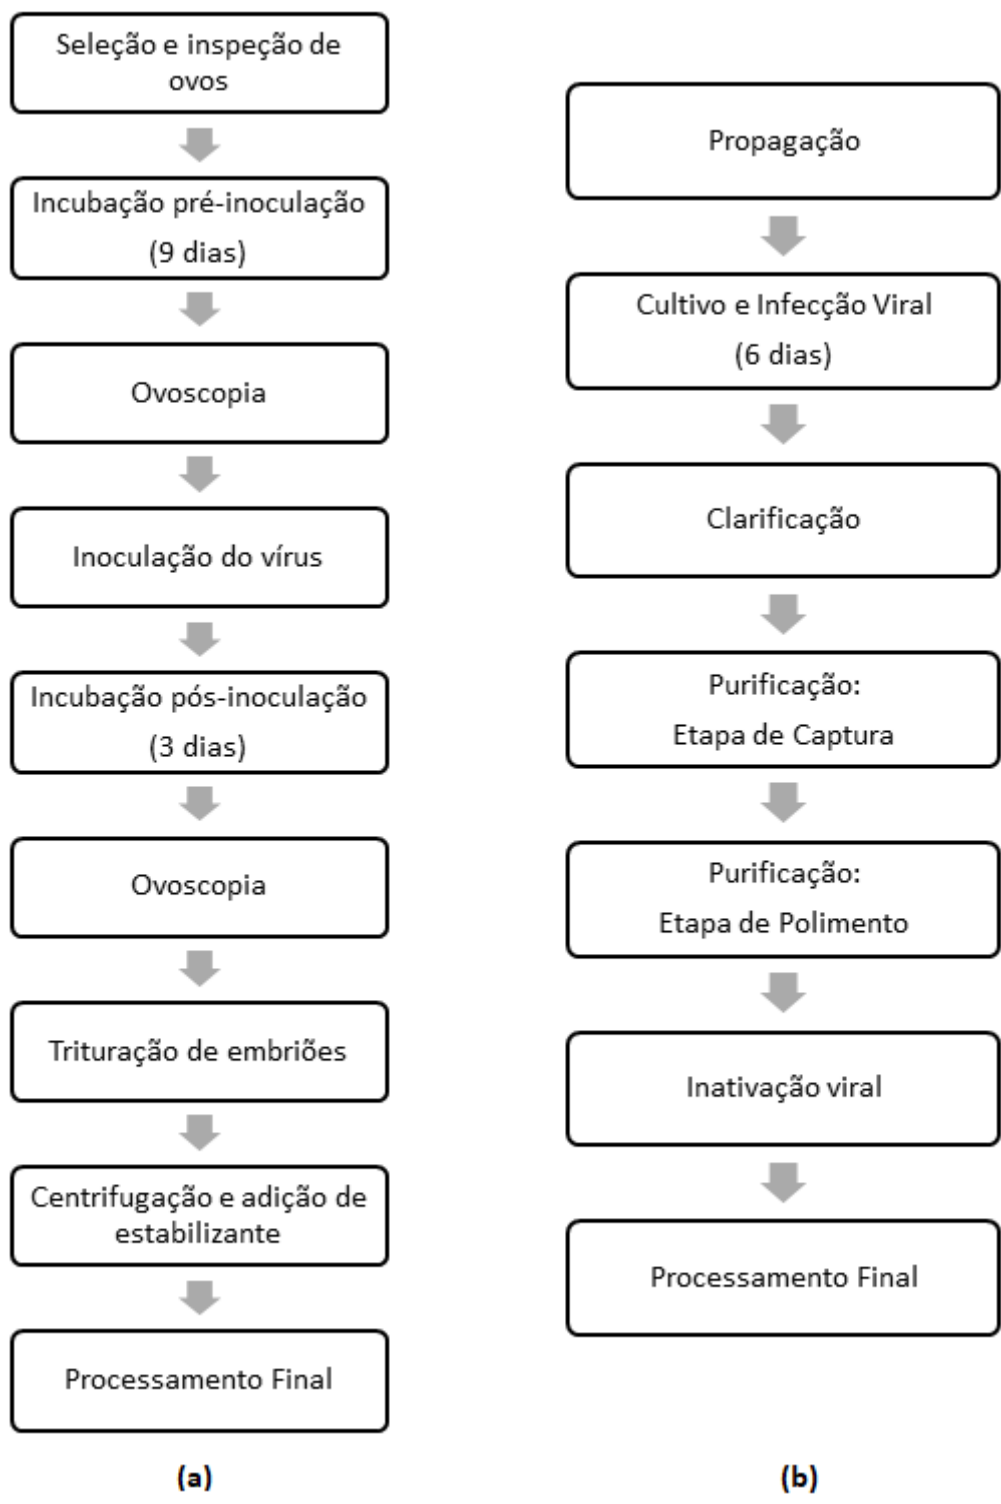 Seleção e inspeção de
ovos
Incubação pré-inoculação
(9 dias)
Ovoscopia
Inoculação do vírus
Incubação pós-inoculação
(3 dias)
Ovoscopia
Trituração de embriões
Centrifugação e adição de
estabilizante
Processamento Final
(a)
Propagação
Cultivo e Infecção Viral
(6 dias)
Clarificação
Purificação:
Etapa de Captura
Purificação:
Etapa de Polimento
Inativação viral
Processamento Final
(b)